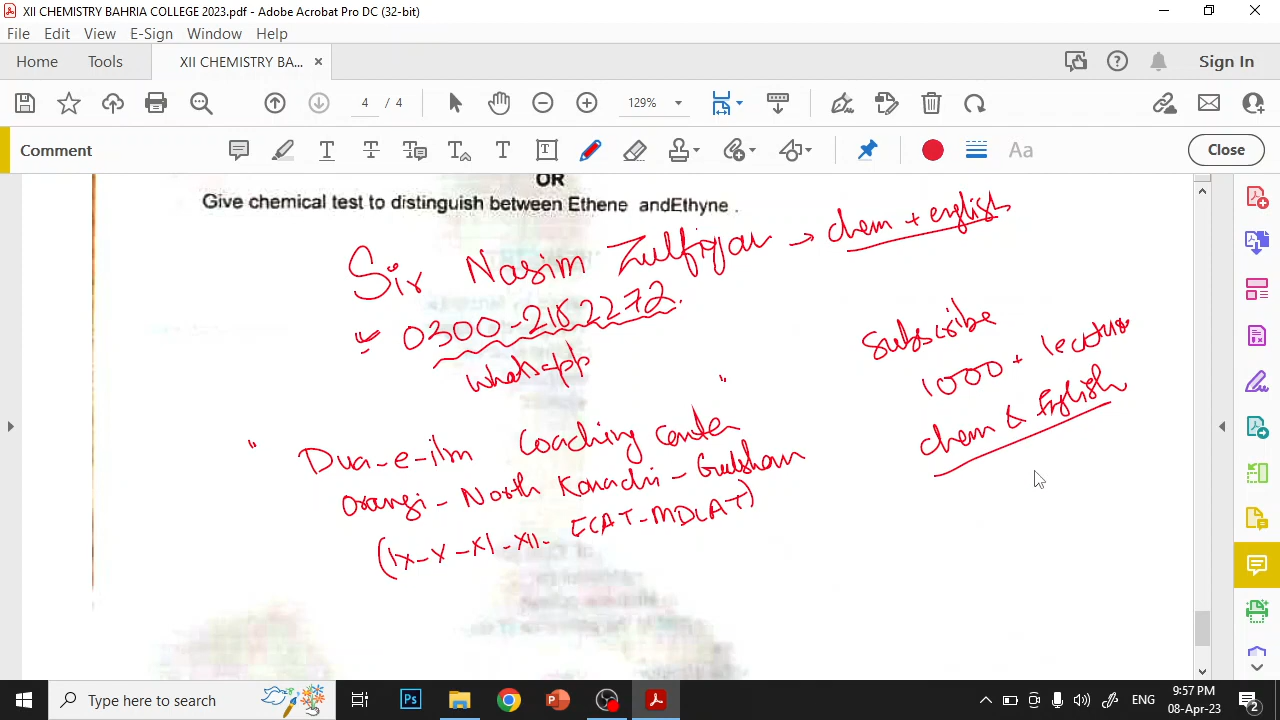 XII CHEMISTRY BAHRIA COLLEGE 2023.pdf - Adobe Acrobat Pro DC (32-bit)
File Edit View E-Sign Window Help
Home Tools XII CHEMISTRY BA... × Sign In
4 / 4 129%
Comment Aa Close
OR
Give chemical test to distinguish between Ethene andEthyne .
Sir Nasim Zulfiqar → chem + english
0300-2162272.
whatsapp
Subscribe
1000 + lecture
chem & English
" Dua-e-ilm Coaching Center "
Orangi - North Karachi - Gulshan
(IX-X-XI-XII- ECAT-MDCAT)
Type here to search
ENG
9:57 PM
08-Apr-23
2